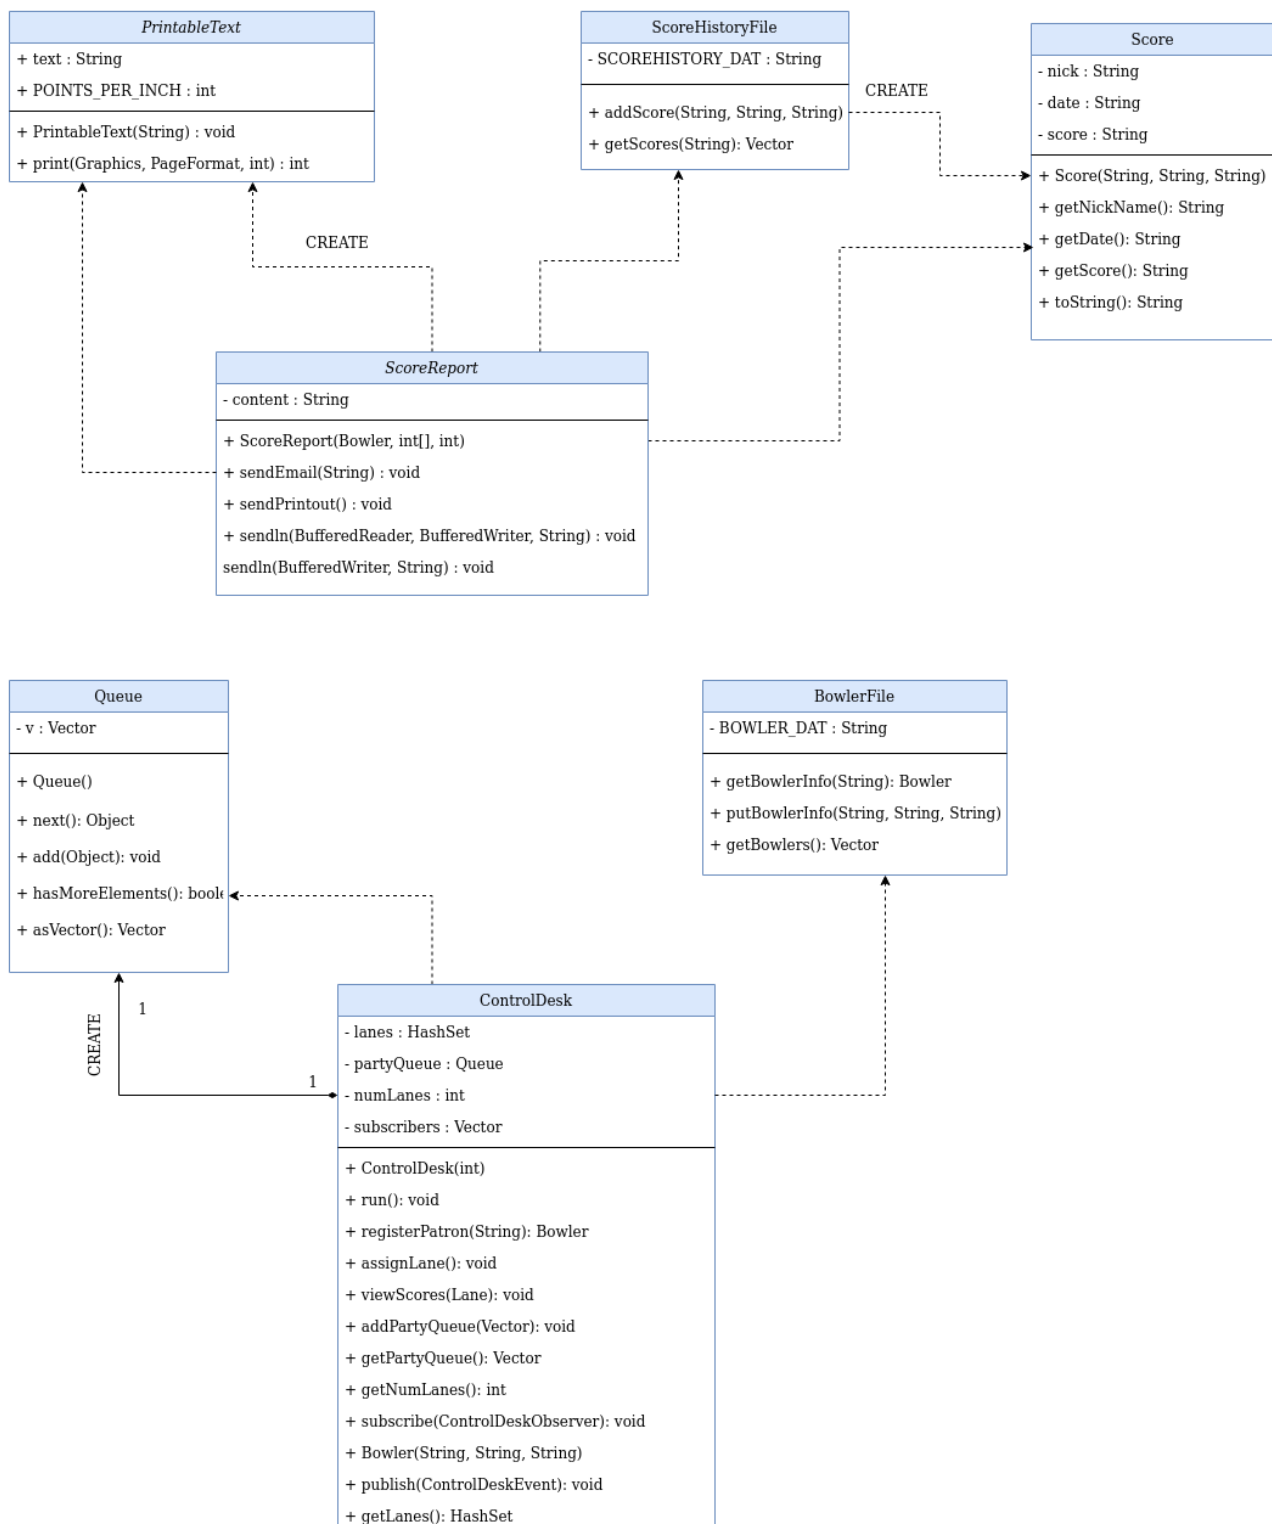 PrintableText
+ text : String
+ POINTS_PER_INCH : int
+ PrintableText(String) : void
+ print(Graphics, PageFormat, int) : int
ScoreHistoryFile
- SCOREHISTORY_DAT : String
+ addScore(String, String, String)
+ getScores(String): Vector
CREATE
Score
- nick : String
- date : String
- score : String
+ Score(String, String, String)
+ getNickName(): String
+ getDate(): String
+ getScore(): String
+ toString(): String
CREATE
ScoreReport
- content : String
+ ScoreReport(Bowler, int[], int)
+ sendEmail(String) : void
+ sendPrintout() : void
+ sendln(BufferedReader, BufferedWriter, String) : void
sendln(BufferedWriter, String) : void
Queue
- v : Vector
+ Queue()
+ next(): Object
+ add(Object): void
+ hasMoreElements(): boole
+ asVector(): Vector
BowlerFile
- BOWLER_DAT : String
+ getBowlerInfo(String): Bowler
+ putBowlerInfo(String, String, String)
+ getBowlers(): Vector
CREATE
1
1
ControlDesk
- lanes : HashSet
- partyQueue : Queue
- numLanes : int
- subscribers : Vector
+ ControlDesk(int)
+ run(): void
+ registerPatron(String): Bowler
+ assignLane(): void
+ viewScores(Lane): void
+ addPartyQueue(Vector): void
+ getPartyQueue(): Vector
+ getNumLanes(): int
+ subscribe(ControlDeskObserver): void
+ Bowler(String, String, String)
+ publish(ControlDeskEvent): void
+ getLanes(): HashSet